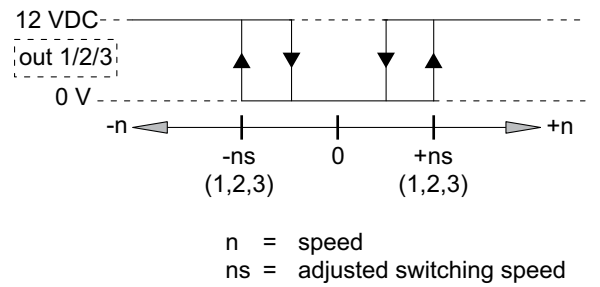 12 VDC
out 1/2/3
0 V
-n +n
-ns 0 +ns
(1,2,3) (1,2,3)
n = speed
ns = adjusted switching speed